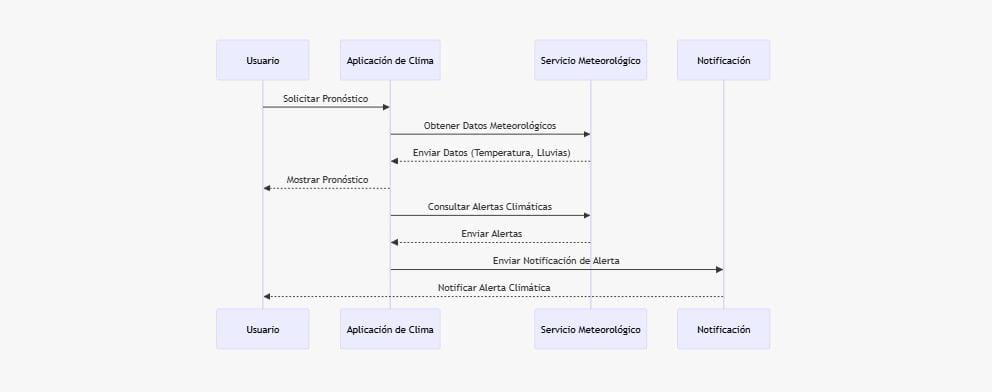 Usuario
Aplicación de Clima
Servicio Meteorológico
Notificación
Solicitar Pronóstico
Obtener Datos Meteorológicos
Enviar Datos (Temperatura, Lluvias)
Mostrar Pronóstico
Consultar Alertas Climáticas
Enviar Alertas
Enviar Notificación de Alerta
Notificar Alerta Climática
Usuario
Aplicación de Clima
Servicio Meteorológico
Notificación